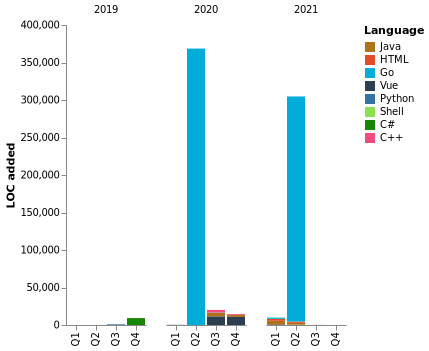 2019 2020 2021
400,000
350,000
300,000
250,000
200,000
150,000
100,000
50,000
0
LOC added
Q1 Q2 Q3 Q4 Q1 Q2 Q3 Q4 Q1 Q2 Q3 Q4
Language
Java
HTML
Go
Vue
Python
Shell
C#
C++